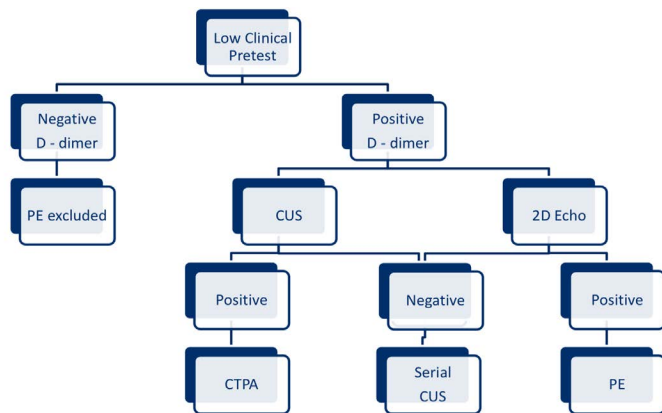 Low Clinical
Pretest
Negative
D - dimer
Positive
D - dimer
PE excluded
CUS
2D Echo
Positive
Negative
Positive
CTPA
Serial
CUS
PE